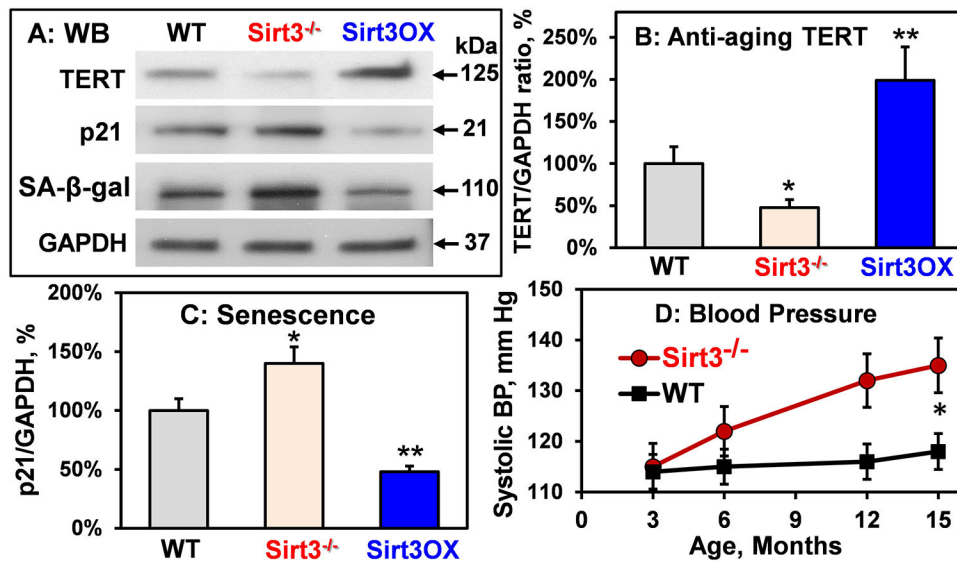 A: WB
WT Sirt3-/- Sirt3OX
kDa
TERT 125
p21 21
SA-β-gal 110
GAPDH 37
B: Anti-aging TERT
TERT/GAPDH ratio, %
250%
200%
150%
100%
50%
0%
*
**
WT Sirt3-/- Sirt3OX
C: Senescence
p21/GAPDH, %
200%
150%
100%
50%
0%
*
**
WT Sirt3-/- Sirt3OX
D: Blood Pressure
Systolic BP, mm Hg
150
140
130
120
110
Sirt3-/-
WT
*
0 3 6 9 12 15
Age, Months